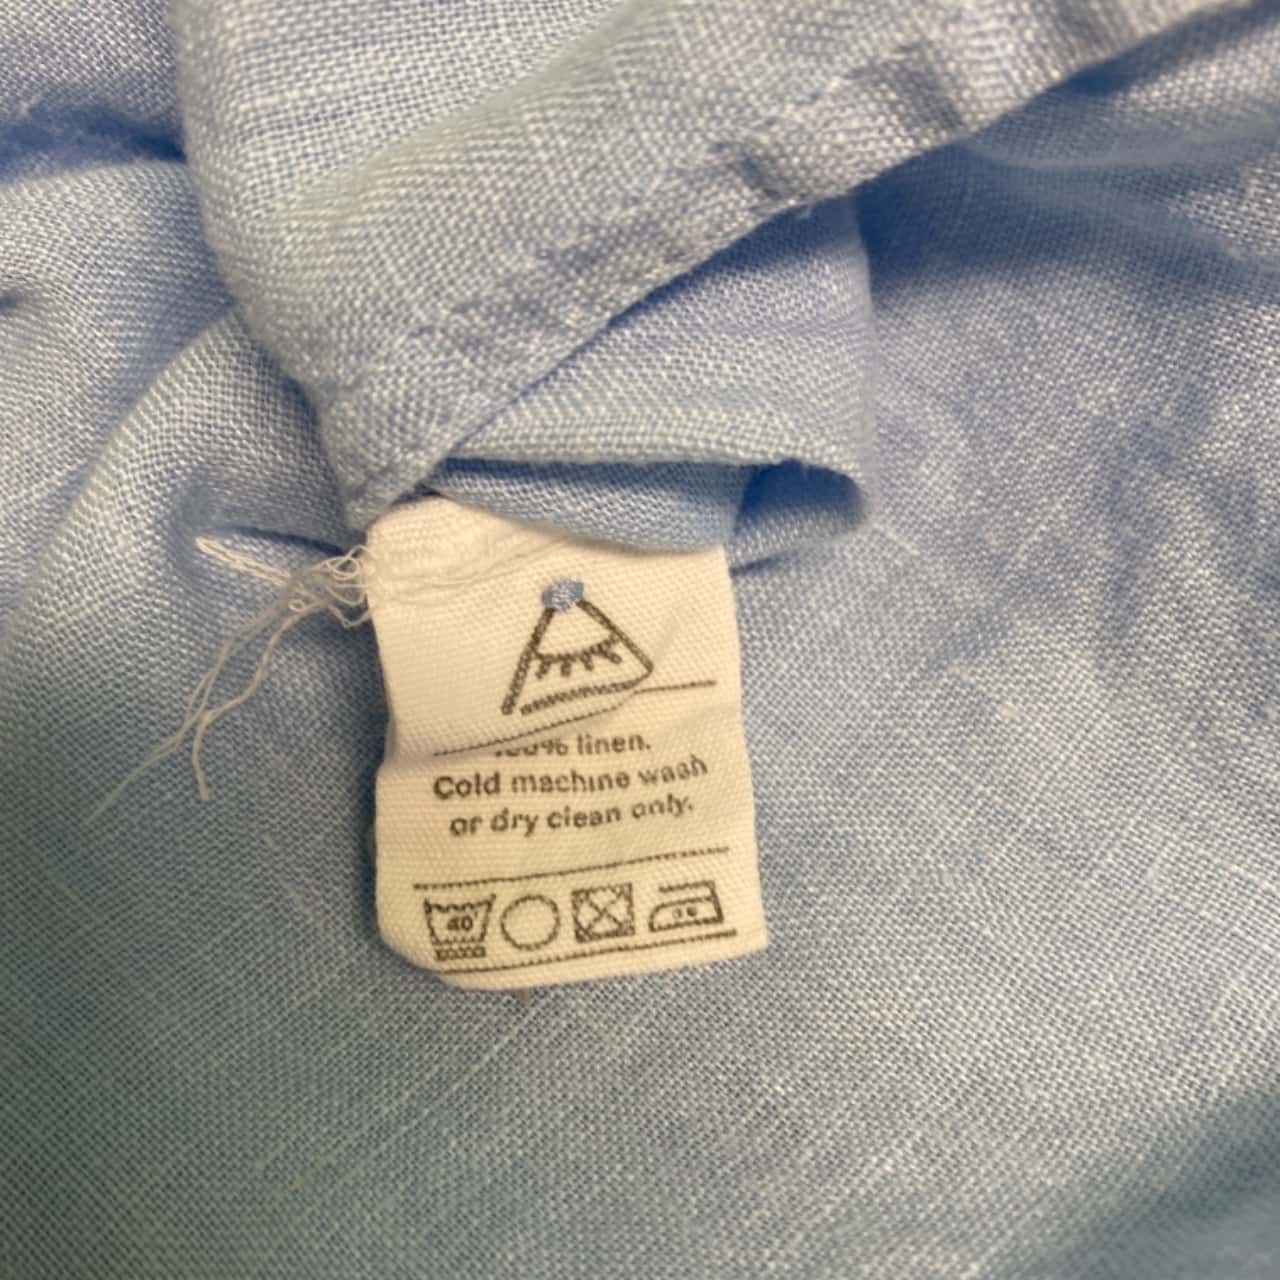 linen.
Cold machine wash
or dry clean only.
40